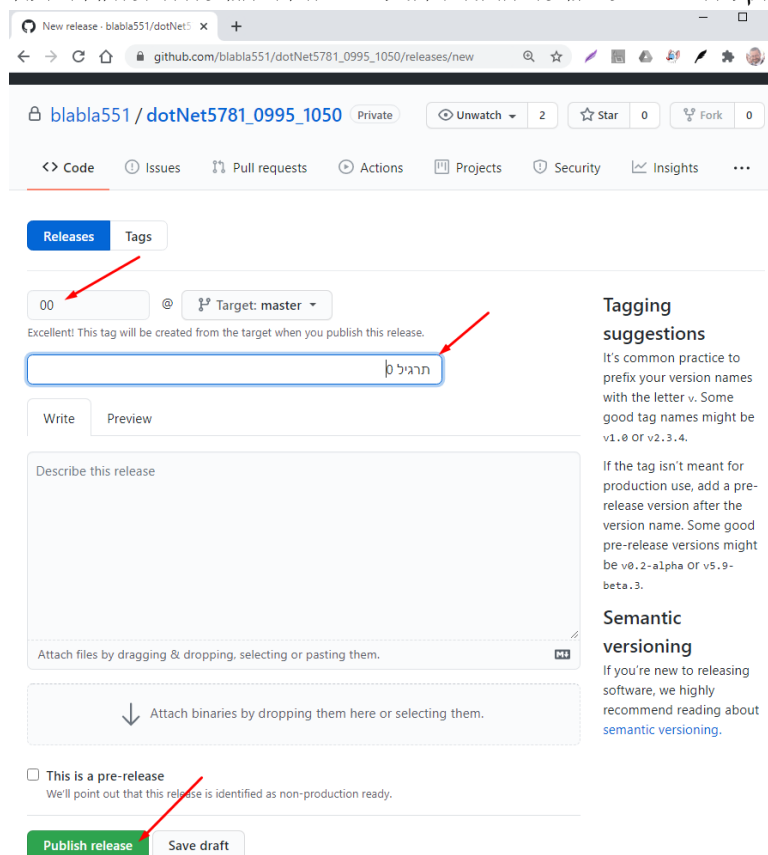 New release · blabla551/dotNet5
github.com/blabla551/dotNet5781_0995_1050/releases/new
blabla551 / dotNet5781_0995_1050 Private Unwatch 2 Star 0 Fork 0
<> Code Issues Pull requests Actions Projects Security Insights ...
Releases Tags
00 @ Target: master
Excellent! This tag will be created from the target when you publish this release.
תרגיל 0
Write Preview
Describe this release
Attach files by dragging & dropping, selecting or pasting them.
Attach binaries by dropping them here or selecting them.
This is a pre-release
We'll point out that this release is identified as non-production ready.
Publish release Save draft
Tagging
suggestions
It's common practice to
prefix your version names
with the letter v. Some
good tag names might be
v1.0 or v2.3.4.
If the tag isn't meant for
production use, add a pre-
release version after the
version name. Some good
pre-release versions might
be v0.2-alpha or v5.9-
beta.3.
Semantic
versioning
If you're new to releasing
software, we highly
recommend reading about
semantic versioning.